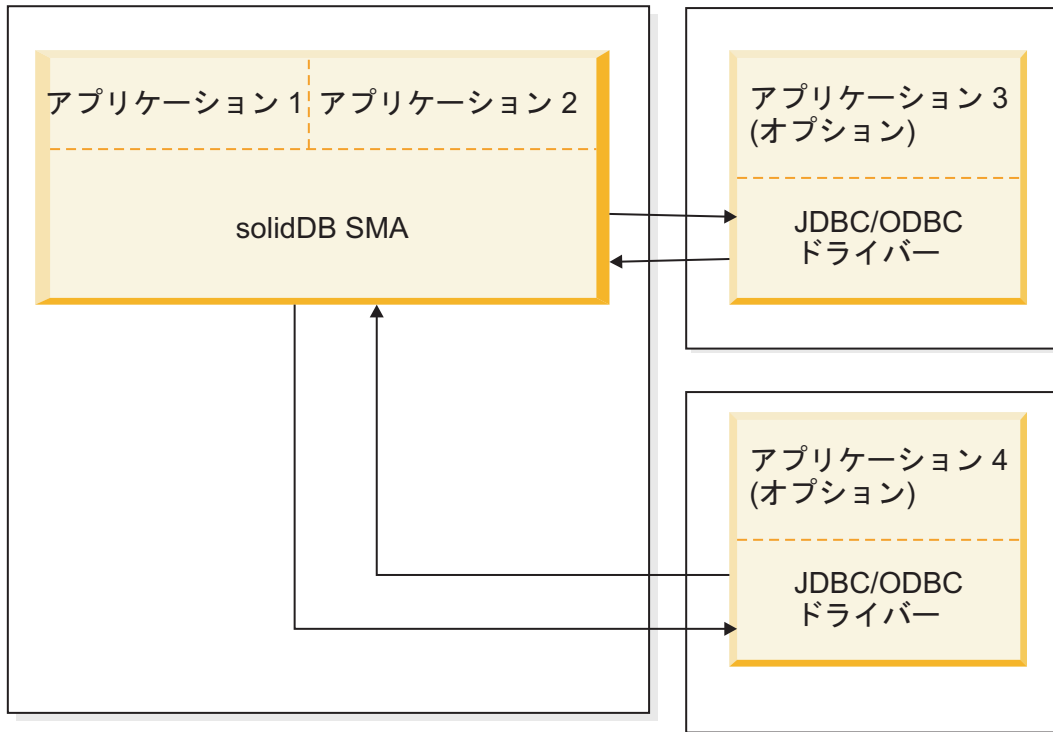 アプリケーション 1
アプリケーション 2
solidDB SMA
アプリケーション 3
(オプション)
JDBC/ODBC
ドライバー
アプリケーション 4
(オプション)
JDBC/ODBC
ドライバー